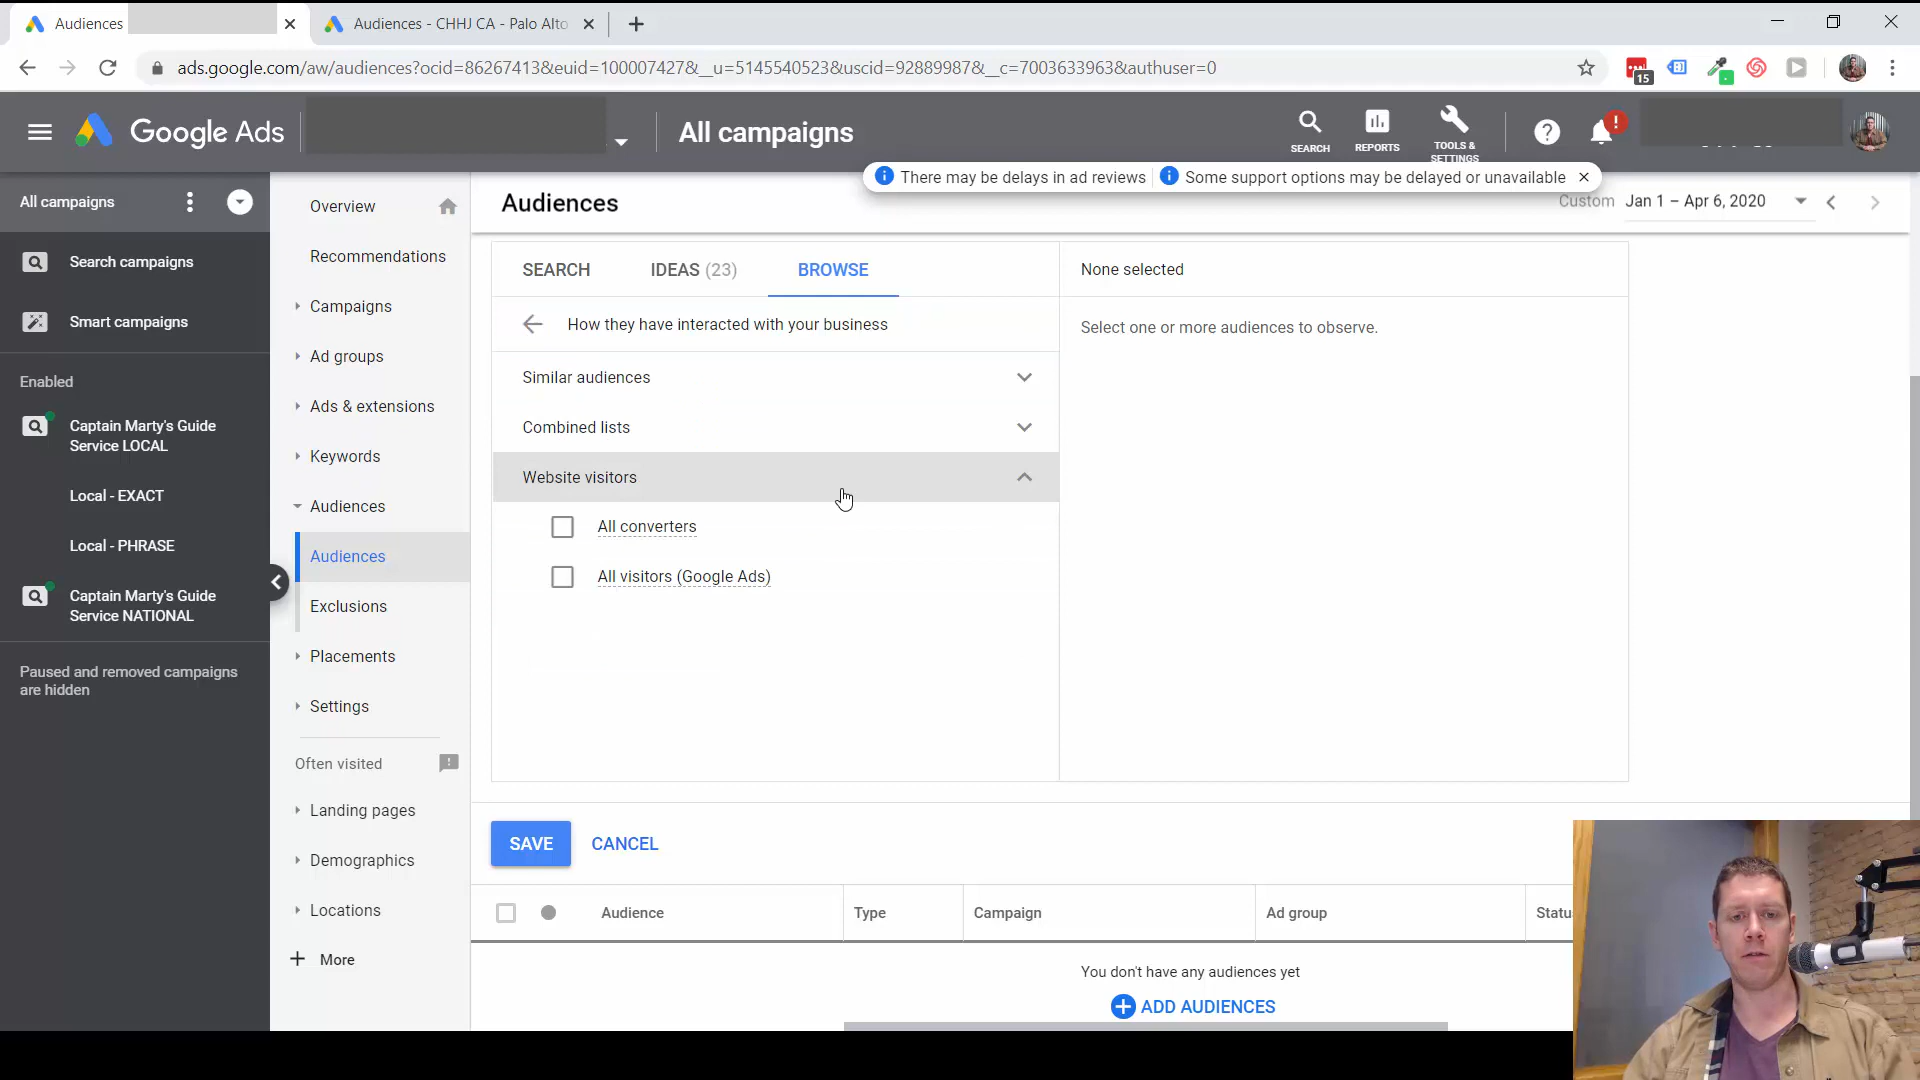 Audiences
Audiences - CHHJ CA - Palo Alto
ads.google.com/aw/audiences?ocid=86267413&euid=100007427&__u=5145540523&uscid=92889987&__c=7003633963&authuser=0
15
Google Ads
All campaigns
SEARCH
REPORTS
TOOLS &
SETTINGS
There may be delays in ad reviews
Some support options may be delayed or unavailable
All campaigns
Search campaigns
Smart campaigns
Enabled
Captain Marty's Guide
Service LOCAL
Local - EXACT
Local - PHRASE
Captain Marty's Guide
Service NATIONAL
Paused and removed campaigns
are hidden
Overview
Recommendations
Campaigns
Ad groups
Ads & extensions
Keywords
Audiences
Audiences
Exclusions
Placements
Settings
Often visited
Landing pages
Demographics
Locations
More
Audiences
Custom
Jan 1 – Apr 6, 2020
SEARCH
IDEAS (23)
BROWSE
How they have interacted with your business
Similar audiences
Combined lists
Website visitors
All converters
All visitors (Google Ads)
None selected
Select one or more audiences to observe.
SAVE
CANCEL
Audience
Type
Campaign
Ad group
Statu
You don't have any audiences yet
ADD AUDIENCES